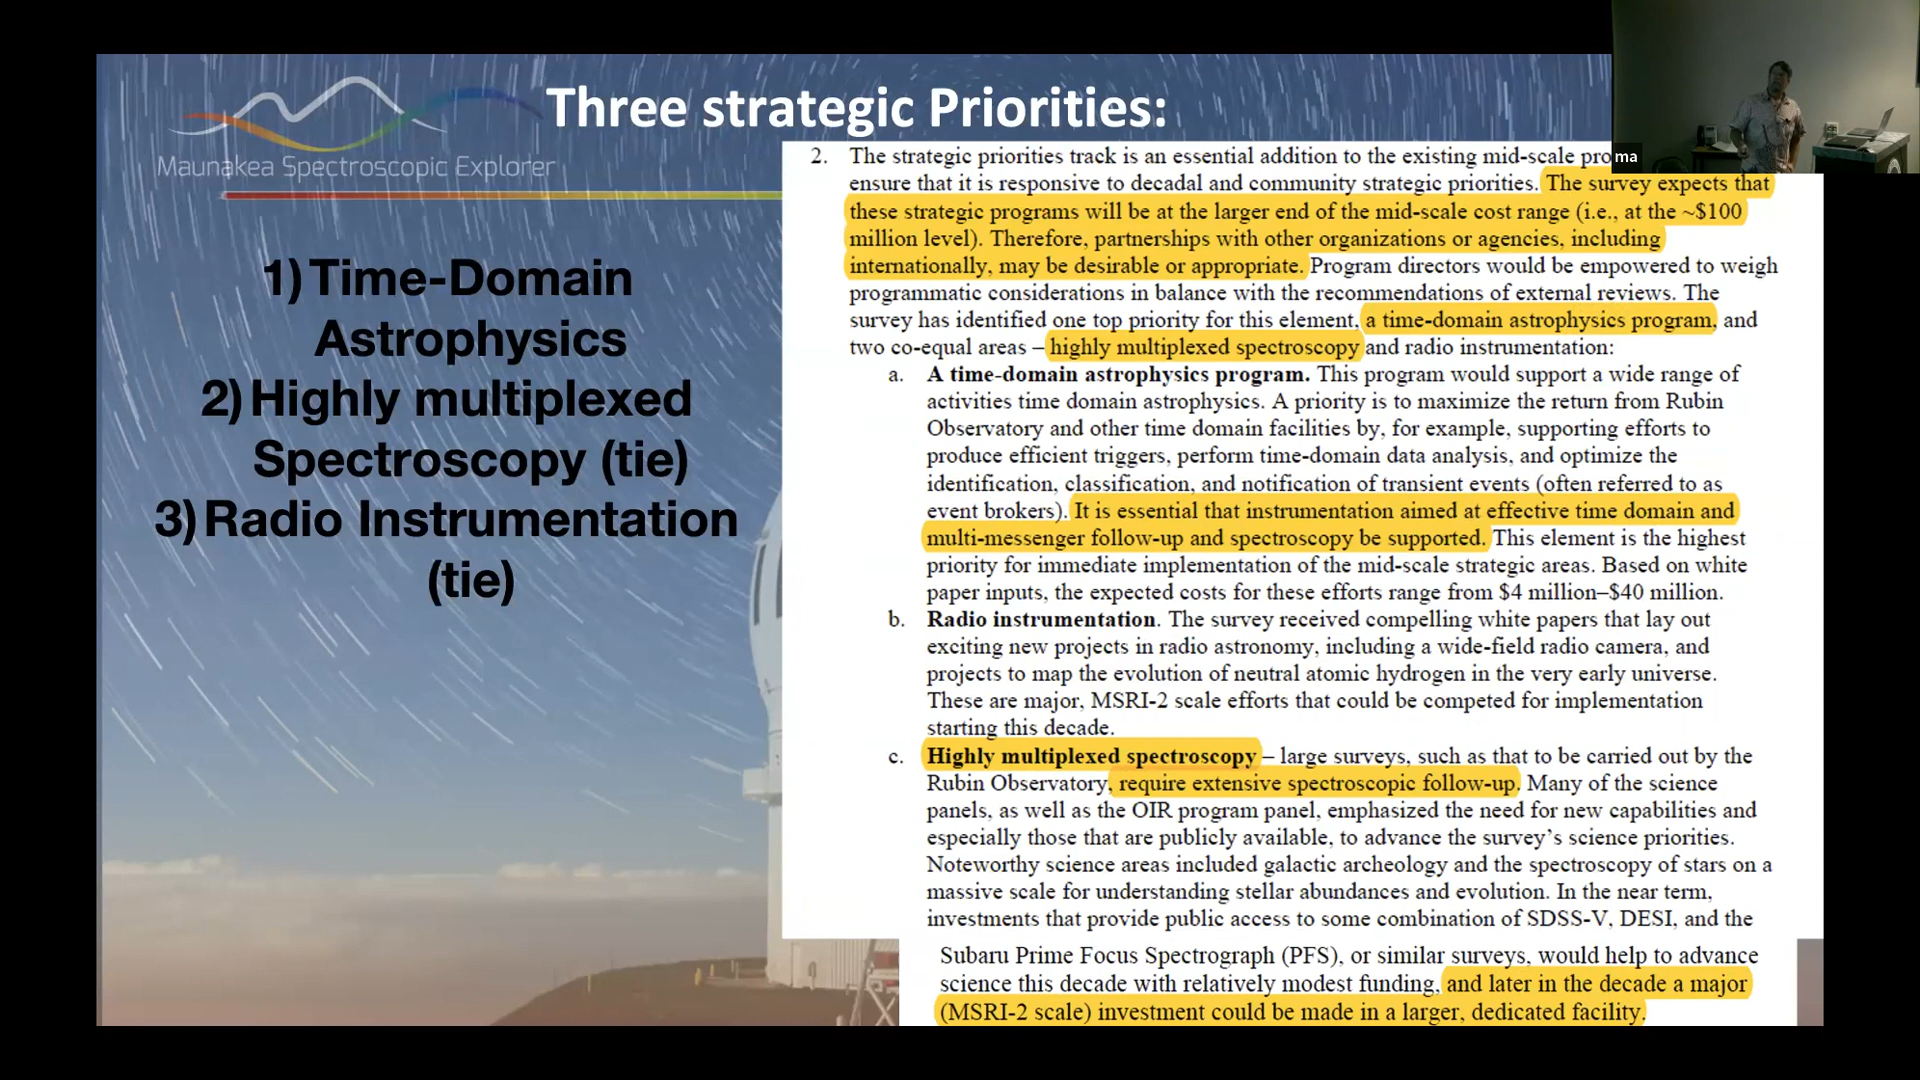 Three strategic Priorities:
Maunakea Spectroscopic Explorer
1) Time-Domain
Astrophysics
2) Highly multiplexed
Spectroscopy (tie)
3) Radio Instrumentation
(tie)
ma
2. The strategic priorities track is an essential addition to the existing mid-scale pro
ensure that it is responsive to decadal and community strategic priorities. The survey expects that
these strategic programs will be at the larger end of the mid-scale cost range (i.e., at the ~$100
million level). Therefore, partnerships with other organizations or agencies, including
internationally, may be desirable or appropriate. Program directors would be empowered to weigh
programmatic considerations in balance with the recommendations of external reviews. The
survey has identified one top priority for this element, a time-domain astrophysics program, and
two co-equal areas – highly multiplexed spectroscopy and radio instrumentation:
a. A time-domain astrophysics program. This program would support a wide range of
activities time domain astrophysics. A priority is to maximize the return from Rubin
Observatory and other time domain facilities by, for example, supporting efforts to
produce efficient triggers, perform time-domain data analysis, and optimize the
identification, classification, and notification of transient events (often referred to as
event brokers). It is essential that instrumentation aimed at effective time domain and
multi-messenger follow-up and spectroscopy be supported. This element is the highest
priority for immediate implementation of the mid-scale strategic areas. Based on white
paper inputs, the expected costs for these efforts range from $4 million–$40 million.
b. Radio instrumentation. The survey received compelling white papers that lay out
exciting new projects in radio astronomy, including a wide-field radio camera, and
projects to map the evolution of neutral atomic hydrogen in the very early universe.
These are major, MSRI-2 scale efforts that could be competed for implementation
starting this decade.
c. Highly multiplexed spectroscopy – large surveys, such as that to be carried out by the
Rubin Observatory, require extensive spectroscopic follow-up. Many of the science
panels, as well as the OIR program panel, emphasized the need for new capabilities and
especially those that are publicly available, to advance the survey’s science priorities.
Noteworthy science areas included galactic archeology and the spectroscopy of stars on a
massive scale for understanding stellar abundances and evolution. In the near term,
investments that provide public access to some combination of SDSS-V, DESI, and the
Subaru Prime Focus Spectrograph (PFS), or similar surveys, would help to advance
science this decade with relatively modest funding, and later in the decade a major
(MSRI-2 scale) investment could be made in a larger, dedicated facility.